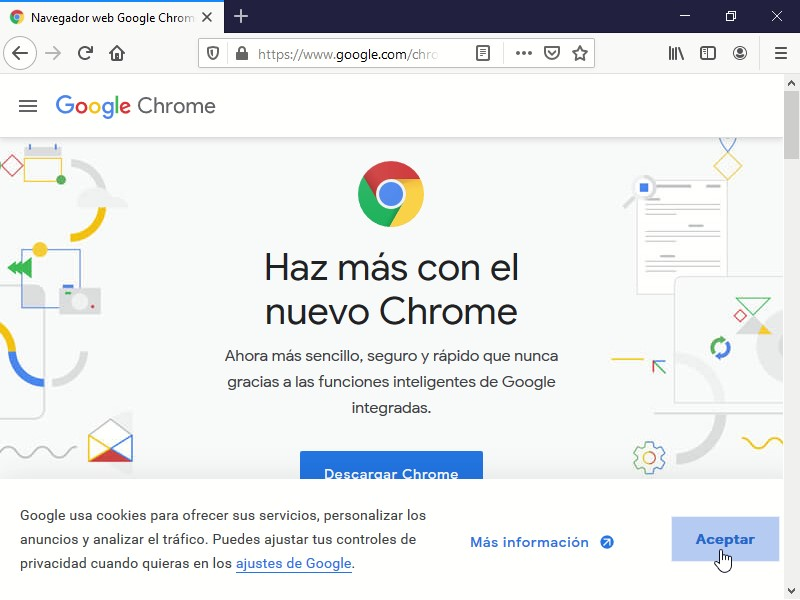 Navegador web Google Chrom
https://www.google.com/chro
Google Chrome
Haz más con el
nuevo Chrome
Ahora más sencillo, seguro y rápido que nunca
gracias a las funciones inteligentes de Google
integradas.
Descargar Chrome
Google usa cookies para ofrecer sus servicios, personalizar los
anuncios y analizar el tráfico. Puedes ajustar tus controles de
privacidad cuando quieras en los ajustes de Google.
Más información
Aceptar